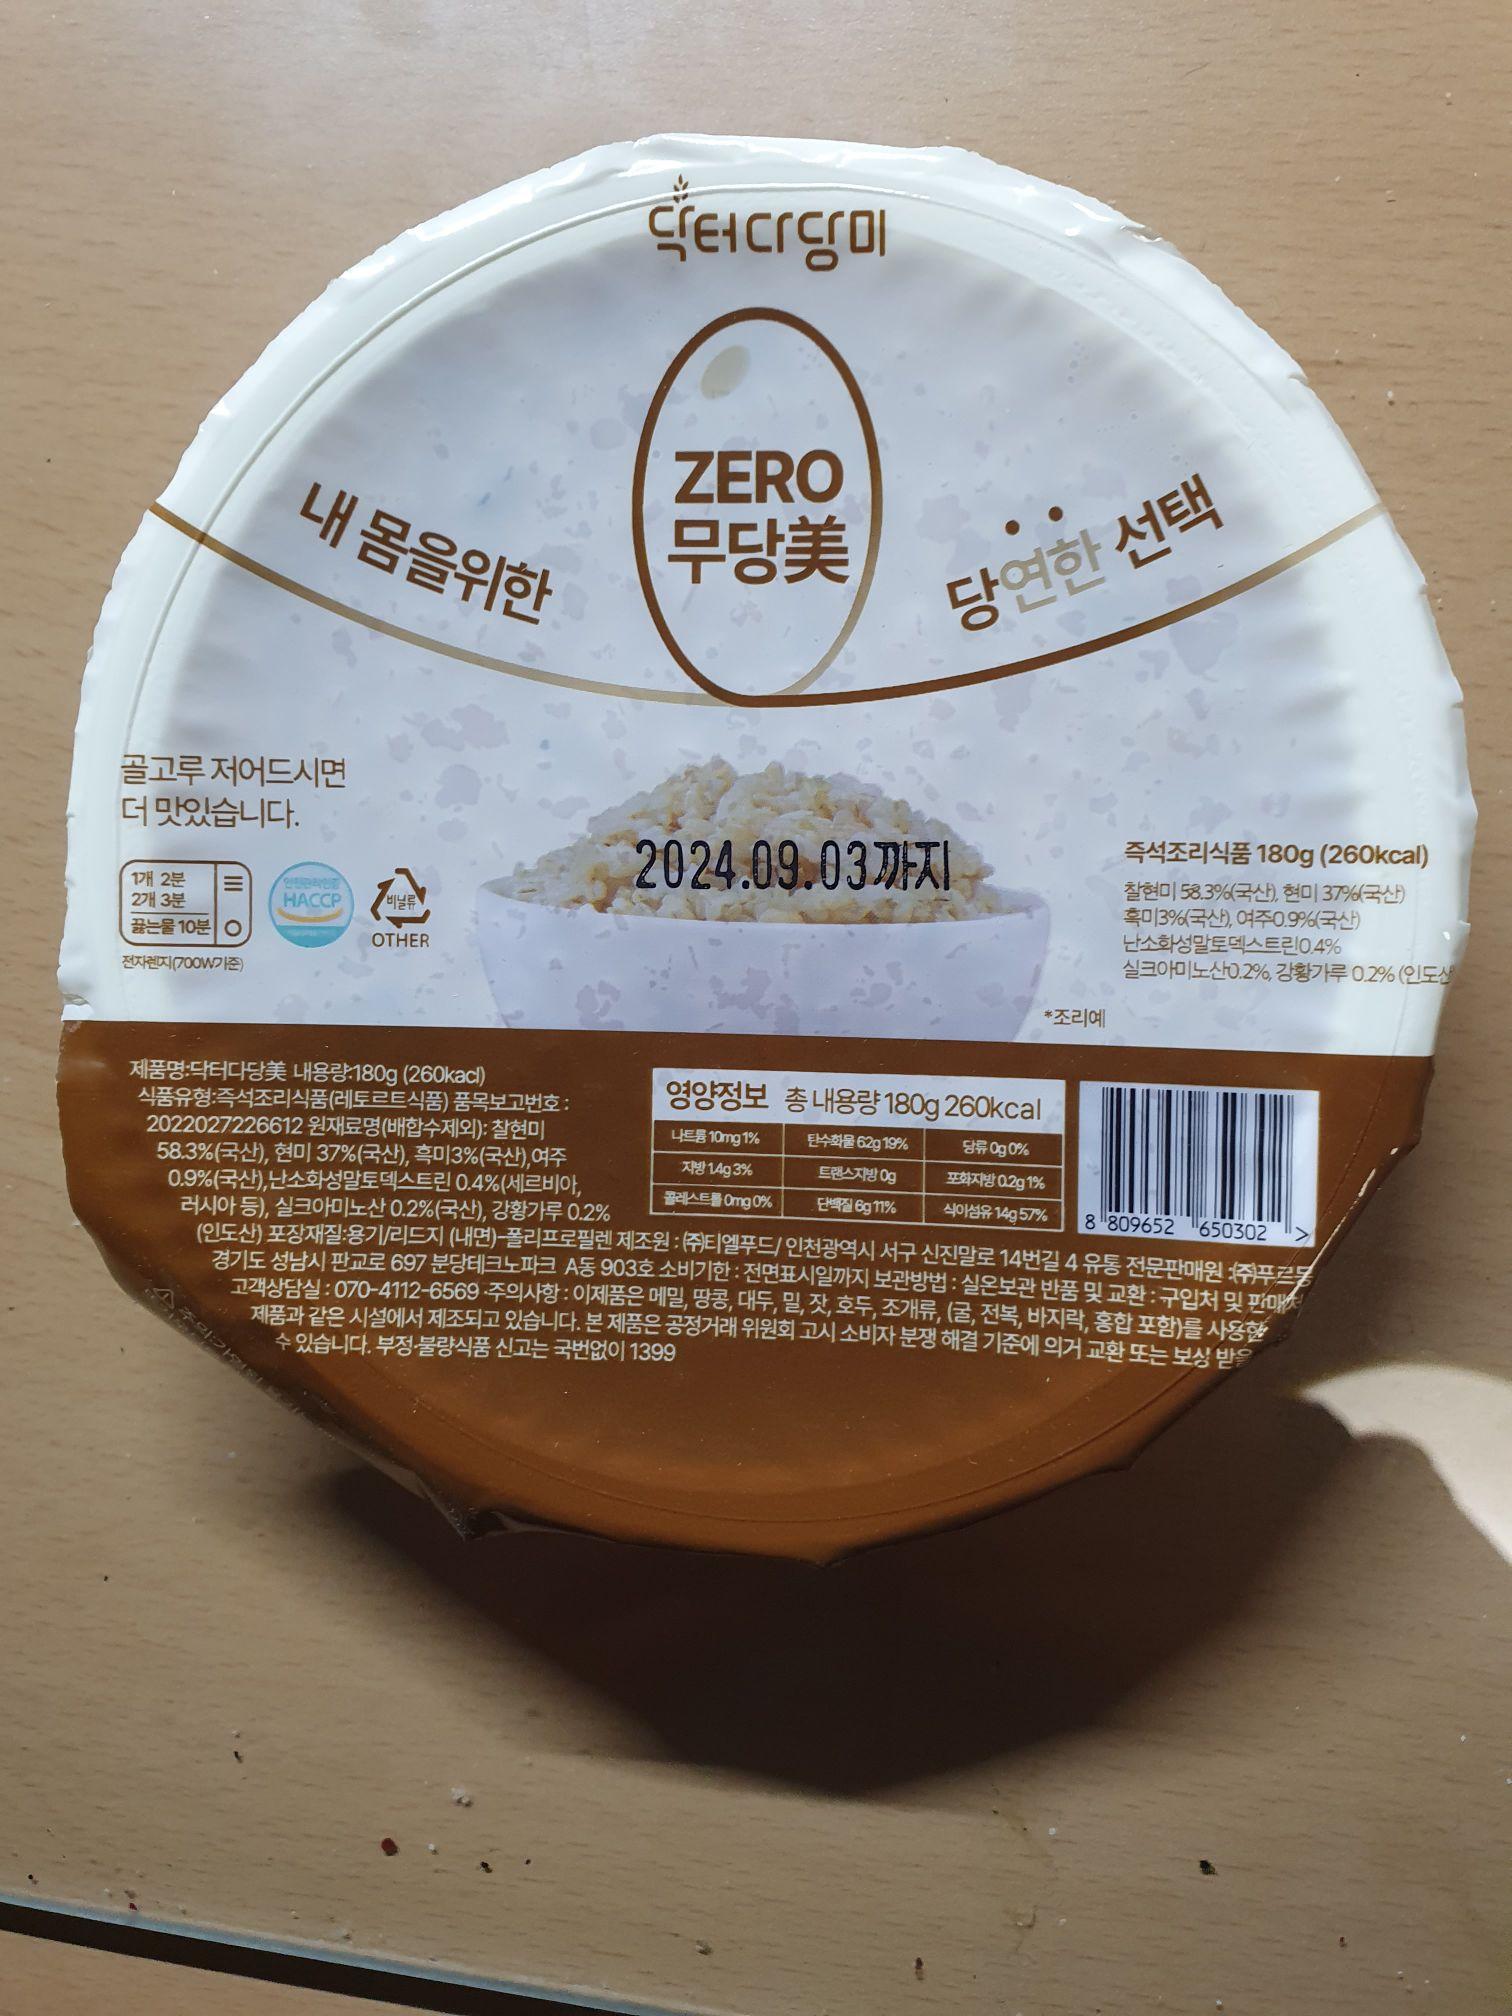 닥터다당미
ZERO
무당美
내 몸을위한
당연한 선택
골고루 저어드시면
더 맛있습니다.
1개 2분
2개 3분
끓는물 10분
전자렌지(700W기준)
HACCP
비닐류
OTHER
2024.09.03까지
즉석조리식품 180g (260kcal)
찰현미 58.3%(국산), 현미 37%(국산)
흑미3%(국산), 여주0.9%(국산)
난소화성말토덱스트린0.4%
실크아미노산0.2%, 강황가루 0.2% (인도산
*조리예
제품명:닥터다당美 내용량:180g (260kacl)
식품유형:즉석조리식품(레토르트식품) 품목보고번호 :
2022027226612 원재료명(배합수제외): 찰현미
58.3%(국산), 현미 37%(국산), 흑미3%(국산),여주
0.9%(국산),난소화성말토덱스트린 0.4%(세르비아,
러시아 등), 실크아미노산 0.2%(국산), 강황가루 0.2%
(인도산) 포장재질:용기/리드지 (내면)-폴리프로필렌 제조원 : ㈜티엘푸드/ 인천광역시 서구 신진말로 14번길 4 유통 전문판매원 :㈜푸르동
경기도 성남시 판교로 697 분당테크노파크 A동 903호 소비기한 : 전면표시일까지 보관방법 : 실온보관 반품 및 교환 : 구입처 및 판매처
고객상담실 : 070-4112-6569 ·주의사항 : 이제품은 메밀, 땅콩, 대두, 밀, 잣, 호두, 조개류, (굴, 전복, 바지락, 홍합 포함)를 사용한
제품과 같은 시설에서 제조되고 있습니다. 본 제품은 공정거래 위원회 고시 소비자 분쟁 해결 기준에 의거 교환 또는 보상 받을
수 있습니다. 부정·불량식품 신고는 국번없이 1399
영양정보 총 내용량 180g 260kcal
나트륨 10mg 1% 탄수화물 62g 19% 당류 0g 0%
지방 1.4g 3% 트랜스지방 0g 포화지방 0.2g 1%
콜레스트롤 0mg 0% 단백질 6g 11% 식이섬유 14g 57%
8 809652 650302 >